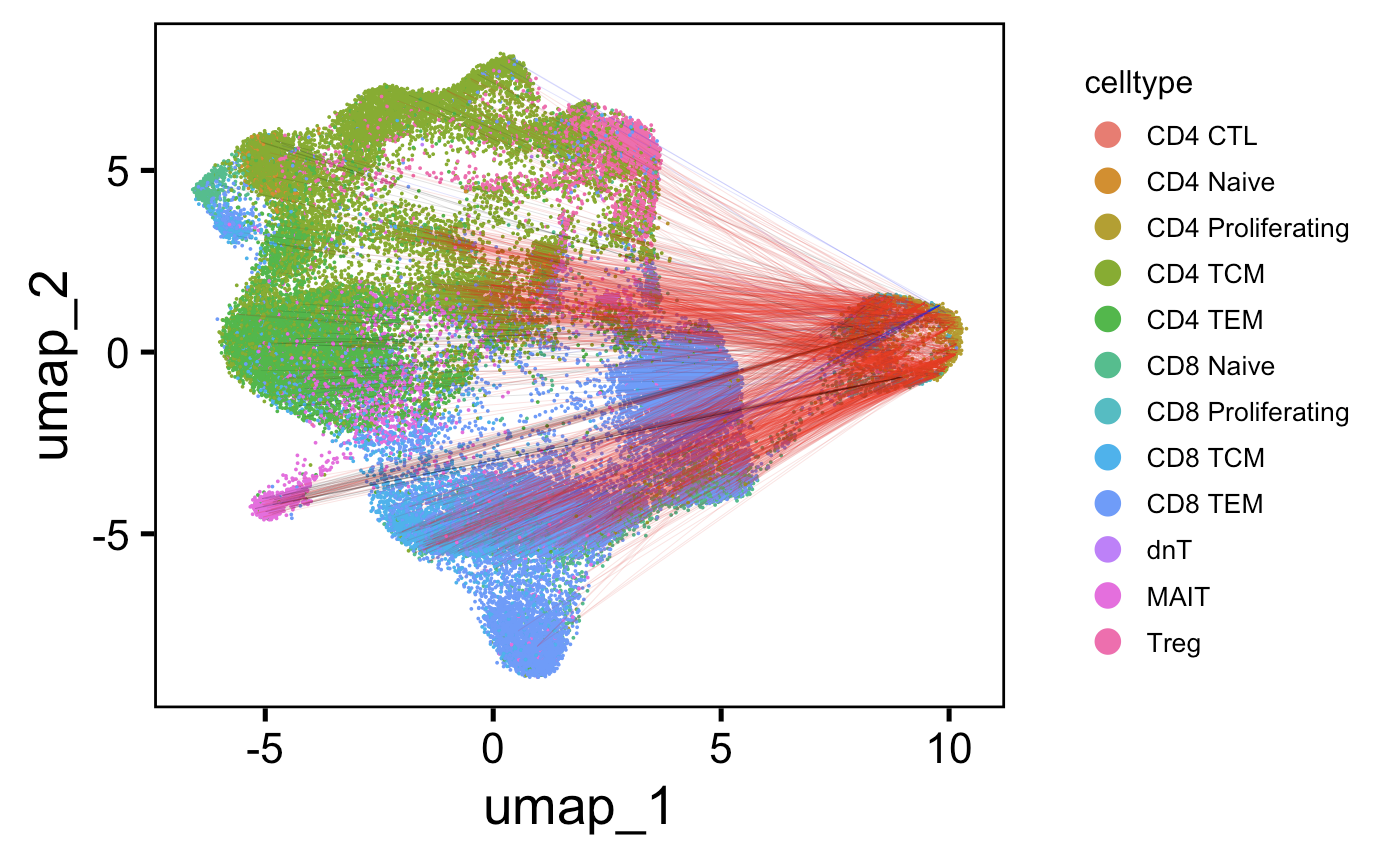 umap_2
5
0
-5
-5
0
5
10
umap_1
celltype
CD4 CTL
CD4 Naive
CD4 Proliferating
CD4 TCM
CD4 TEM
CD8 Naive
CD8 Proliferating
CD8 TCM
CD8 TEM
dnT
MAIT
Treg